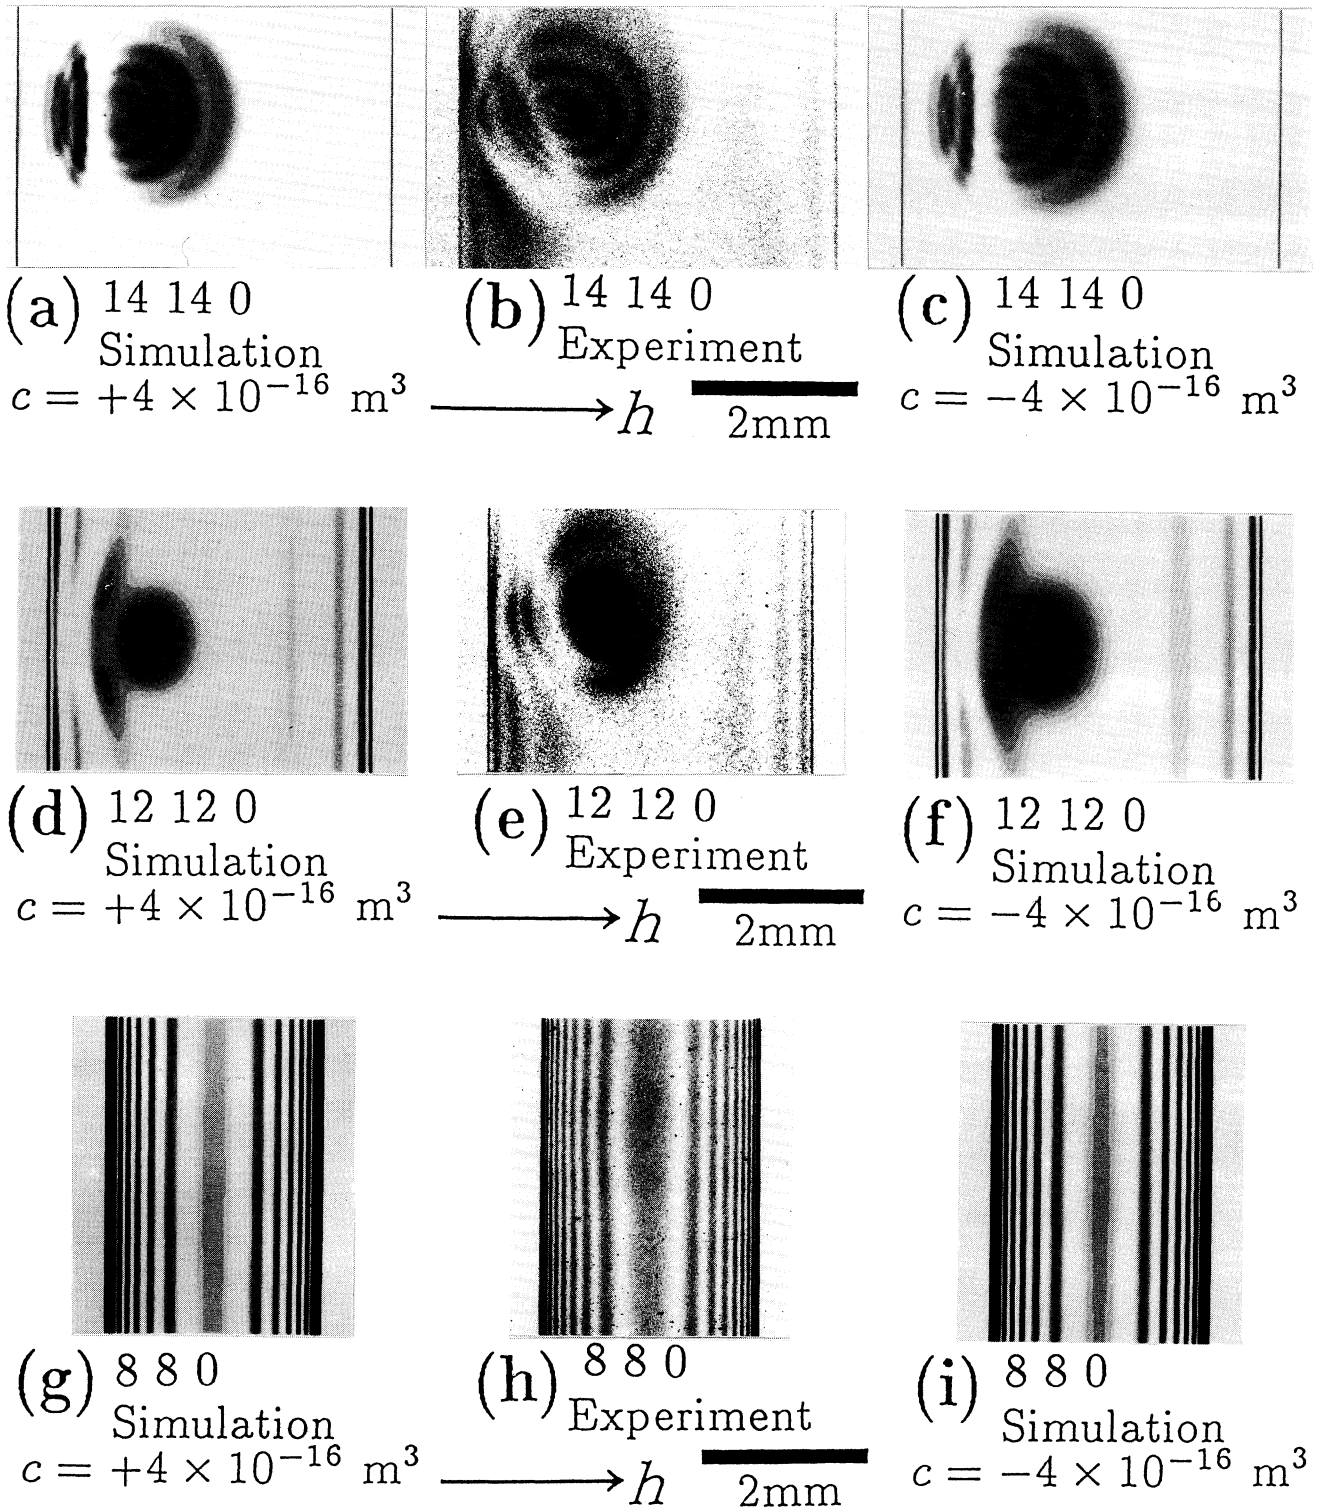 (a) 14 14 0
Simulation
c = +4 × 10⁻¹⁶ m³
(b) 14 14 0
Experiment
h
2mm
(c) 14 14 0
Simulation
c = −4 × 10⁻¹⁶ m³
(d) 12 12 0
Simulation
c = +4 × 10⁻¹⁶ m³
(e) 12 12 0
Experiment
h
2mm
(f) 12 12 0
Simulation
c = −4 × 10⁻¹⁶ m³
(g) 8 8 0
Simulation
c = +4 × 10⁻¹⁶ m³
(h) 8 8 0
Experiment
h
2mm
(i) 8 8 0
Simulation
c = −4 × 10⁻¹⁶ m³